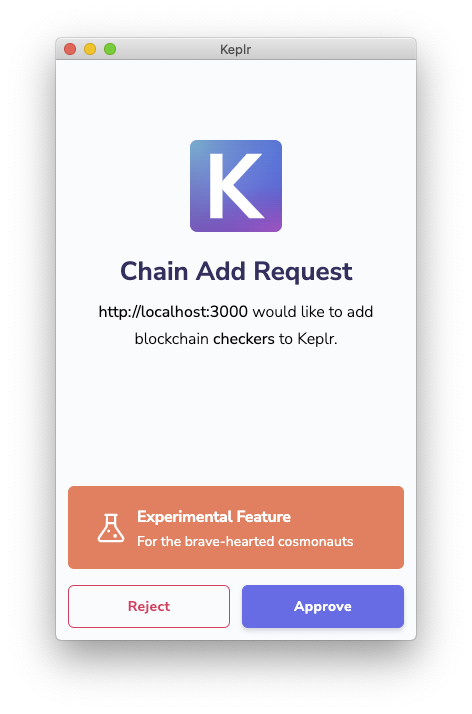 Keplr
K
Chain Add Request
http://localhost:3000 would like to add
blockchain checkers to Keplr.
Experimental Feature
For the brave-hearted cosmonauts
Reject
Approve